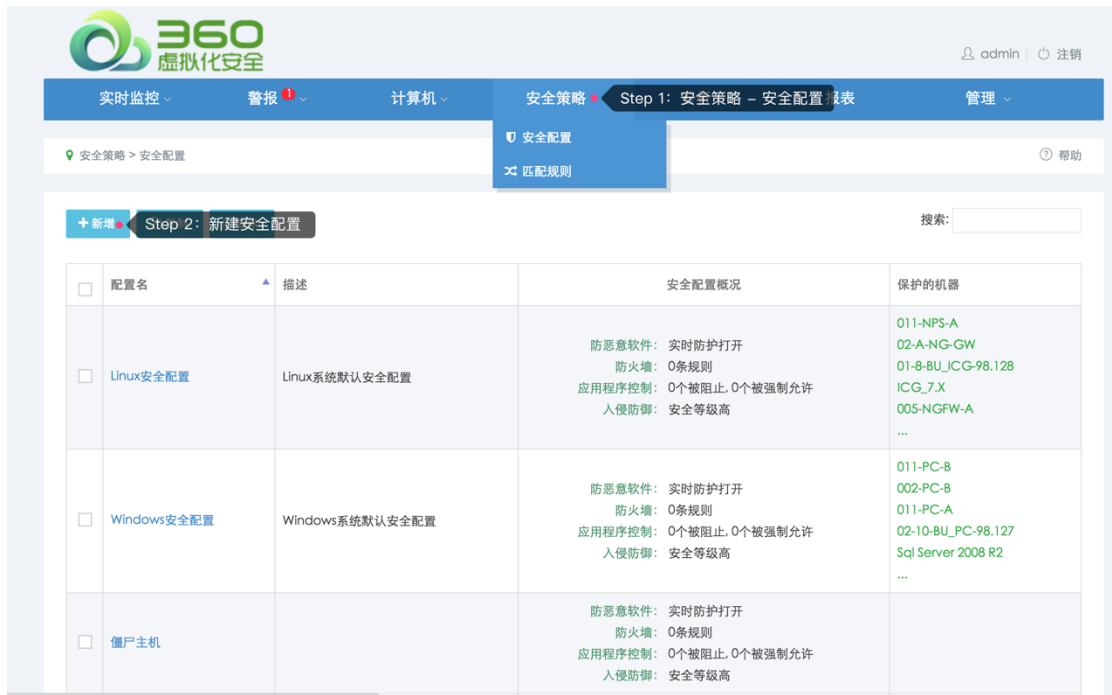 360
虚拟化安全
admin 注销
实时监控 警报 1 计算机 安全策略 Step 1：安全策略 – 安全配置 报表 管理
安全配置
匹配规则
安全策略 > 安全配置 帮助
+新增 Step 2：新建安全配置 搜索:
配置名 描述 安全配置概况 保护的机器
Linux安全配置 Linux系统默认安全配置
防恶意软件： 实时防护打开
防火墙： 0条规则
应用程序控制： 0个被阻止, 0个被强制允许
入侵防御： 安全等级高
011-NPS-A
02-A-NG-GW
01-8-BU_ICG-98.128
ICG_7.X
005-NGFW-A
...
Windows安全配置 Windows系统默认安全配置
防恶意软件： 实时防护打开
防火墙： 0条规则
应用程序控制： 0个被阻止, 0个被强制允许
入侵防御： 安全等级高
011-PC-B
002-PC-B
011-PC-A
02-10-BU_PC-98.127
Sql Server 2008 R2
...
僵尸主机
防恶意软件： 实时防护打开
防火墙： 0条规则
应用程序控制： 0个被阻止, 0个被强制允许
入侵防御： 安全等级高